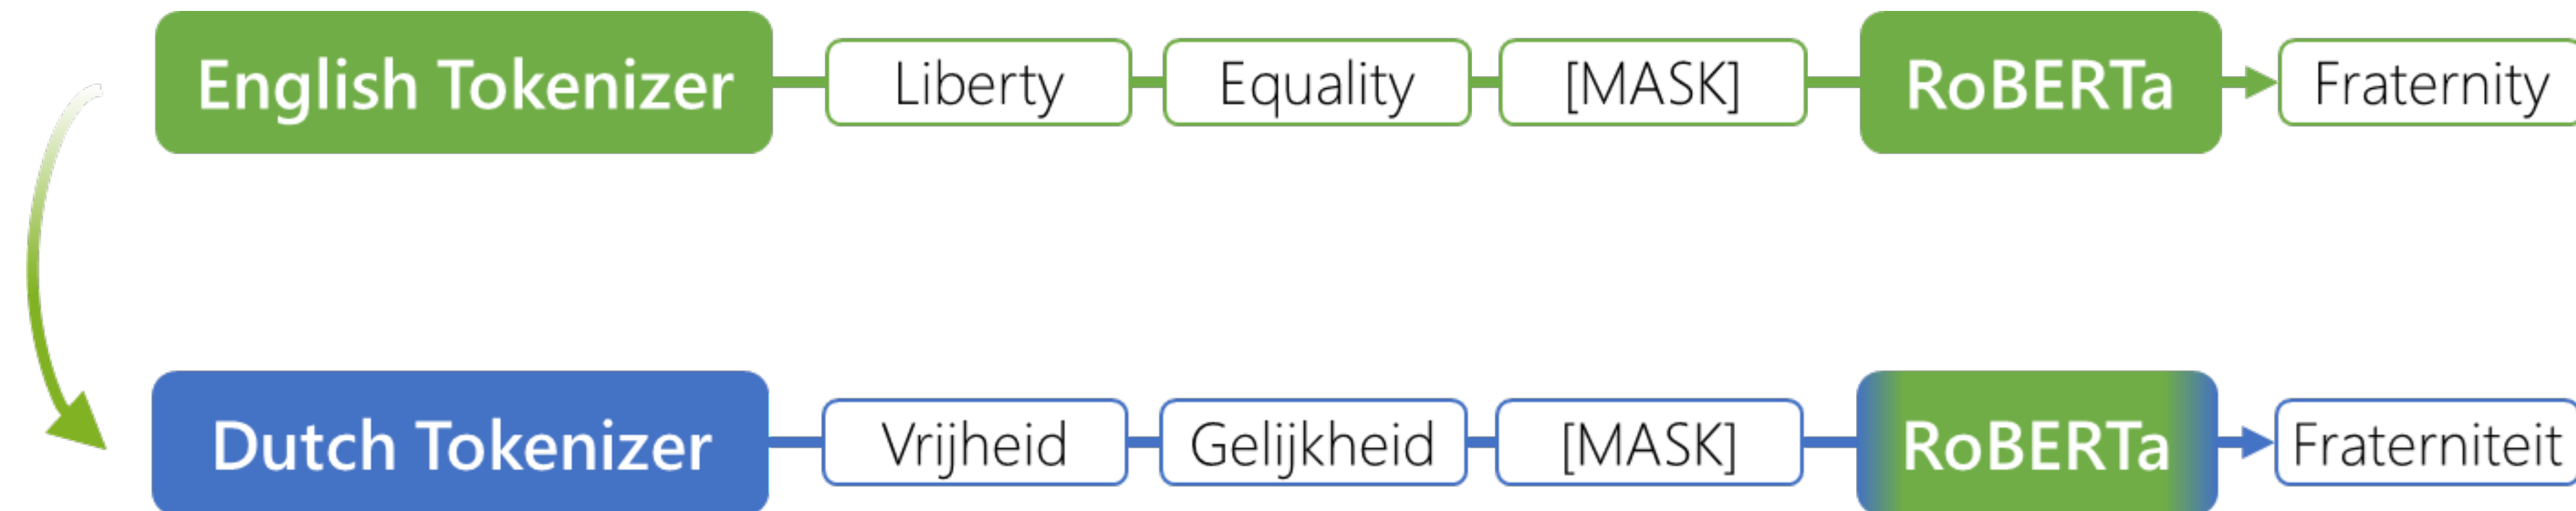 English Tokenizer Liberty Equality [MASK] RoBERTa Fraternity
Dutch Tokenizer Vrijheid Gelijkheid [MASK] RoBERTa Fraterniteit